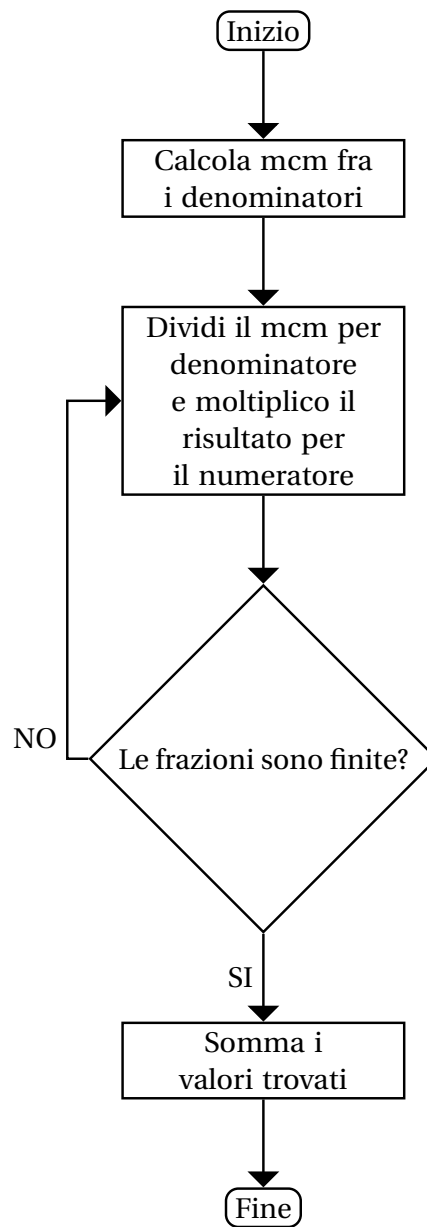 Inizio
Calcola mcm fra
i denominatori
Dividi il mcm per
denominatore
e moltiplico il
risultato per
il numeratore
NO
Le frazioni sono finite?
SI
Somma i
valori trovati
Fine